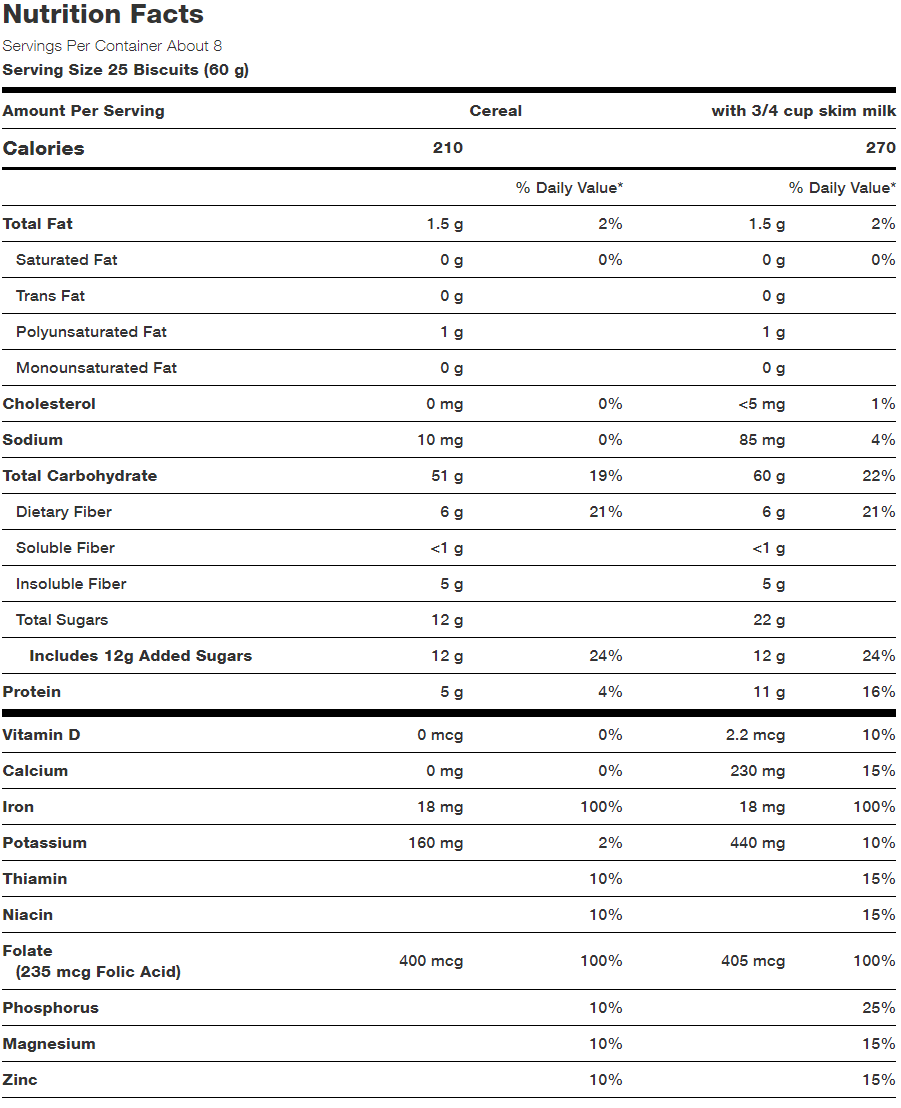 Nutrition Facts
Servings Per Container About 8
Serving Size 25 Biscuits (60 g)
Amount Per Serving Cereal with 3/4 cup skim milk
Calories 210 270
% Daily Value* % Daily Value*
Total Fat 1.5 g 2% 1.5 g 2%
Saturated Fat 0 g 0% 0 g 0%
Trans Fat 0 g 0 g
Polyunsaturated Fat 1 g 1 g
Monounsaturated Fat 0 g 0 g
Cholesterol 0 mg 0% <5 mg 1%
Sodium 10 mg 0% 85 mg 4%
Total Carbohydrate 51 g 19% 60 g 22%
Dietary Fiber 6 g 21% 6 g 21%
Soluble Fiber <1 g <1 g
Insoluble Fiber 5 g 5 g
Total Sugars 12 g 22 g
Includes 12g Added Sugars 12 g 24% 12 g 24%
Protein 5 g 4% 11 g 16%
Vitamin D 0 mcg 0% 2.2 mcg 10%
Calcium 0 mg 0% 230 mg 15%
Iron 18 mg 100% 18 mg 100%
Potassium 160 mg 2% 440 mg 10%
Thiamin 10% 15%
Niacin 10% 15%
Folate
(235 mcg Folic Acid) 400 mcg 100% 405 mcg 100%
Phosphorus 10% 25%
Magnesium 10% 15%
Zinc 10% 15%